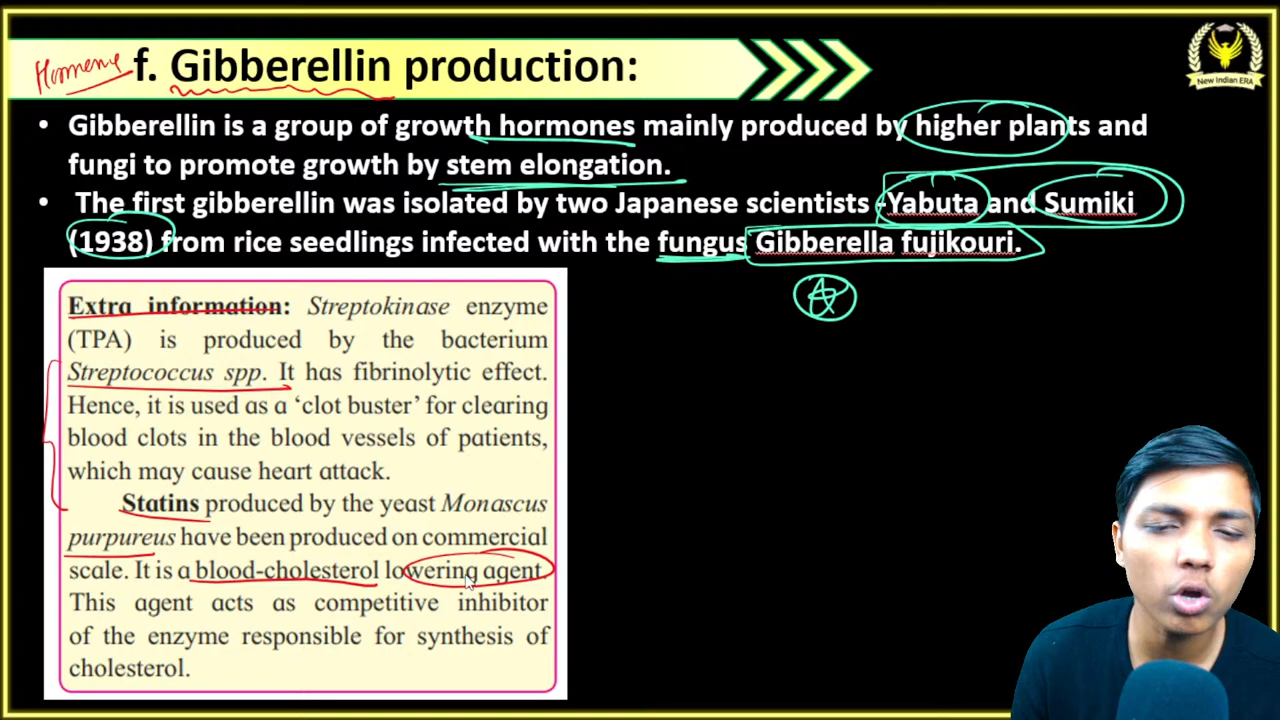 Hormone f. Gibberellin production:
New Indian ERA
• Gibberellin is a group of growth hormones mainly produced by higher plants and
fungi to promote growth by stem elongation.
• The first gibberellin was isolated by two Japanese scientists -Yabuta and Sumiki
(1938) from rice seedlings infected with the fungus Gibberella fujikouri.
Extra information: Streptokinase enzyme
(TPA) is produced by the bacterium
Streptococcus spp. It has fibrinolytic effect.
Hence, it is used as a ‘clot buster’ for clearing
blood clots in the blood vessels of patients,
which may cause heart attack.
Statins produced by the yeast Monascus
purpureus have been produced on commercial
scale. It is a blood-cholesterol lowering agent.
This agent acts as competitive inhibitor
of the enzyme responsible for synthesis of
cholesterol.